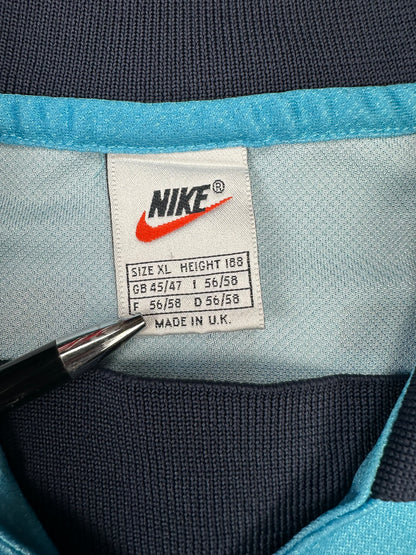 NIKE®
SIZE XL HEIGHT 188
GB 45/47 I 56/58
F 56/58 D 56/58
MADE IN U.K.